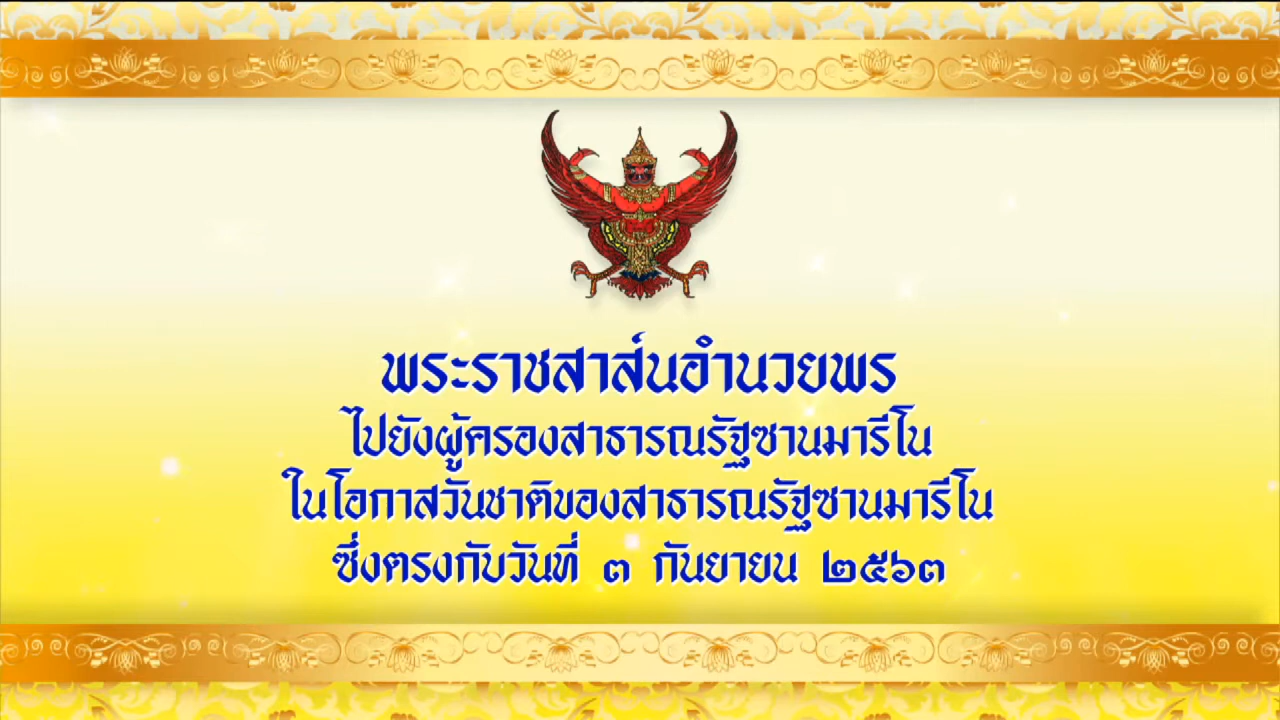 พระราชสาส์นอำนวยพร
ไปยังผู้ครองสาธารณรัฐซานมารีโน
ในโอกาสวันชาติของสาธารณรัฐซานมารีโน
ซึ่งตรงกับวันที่ ๓ กันยายน ๒๕๖๓